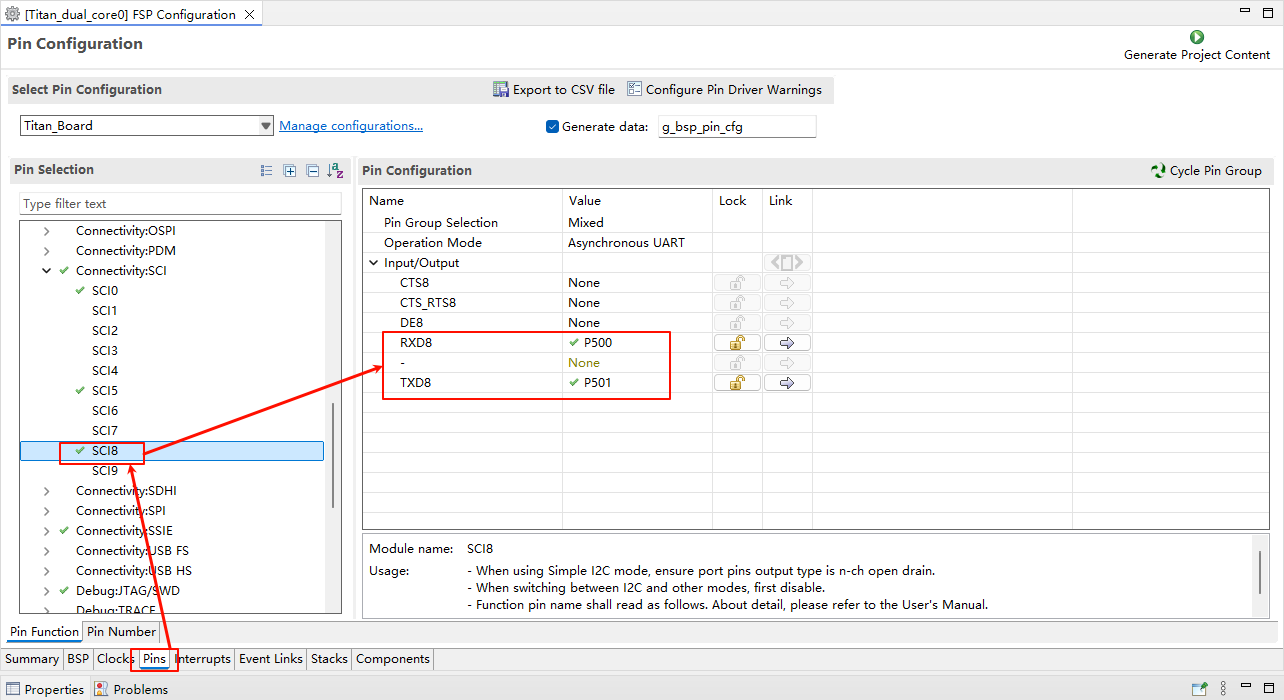 [Titan_dual_core0] FSP Configuration
Pin Configuration
Generate Project Content
Select Pin Configuration
Export to CSV file
Configure Pin Driver Warnings
Titan_Board
Manage configurations...
Generate data:
g_bsp_pin_cfg
Pin Selection
Type filter text
Connectivity:OSPI
Connectivity:PDM
Connectivity:SCI
SCI0
SCI1
SCI2
SCI3
SCI4
SCI5
SCI6
SCI7
SCI8
SCI9
Connectivity:SDHI
Connectivity:SPI
Connectivity:SSIE
Connectivity:USB FS
Connectivity:USB HS
Debug:JTAG/SWD
Debug:TRACE
Pin Configuration
Cycle Pin Group
Name Value Lock Link
Pin Group Selection Mixed
Operation Mode Asynchronous UART
Input/Output
CTS8 None
CTS_RTS8 None
DE8 None
RXD8 P500
- None
TXD8 P501
Module name: SCI8
Usage: - When using Simple I2C mode, ensure port pins output type is n-ch open drain.
- When switching between I2C and other modes, first disable.
- Function pin name shall read as follows. About detail, please refer to the User's Manual.
Pin Function Pin Number
Summary BSP Clocks Pins Interrupts Event Links Stacks Components
Properties Problems